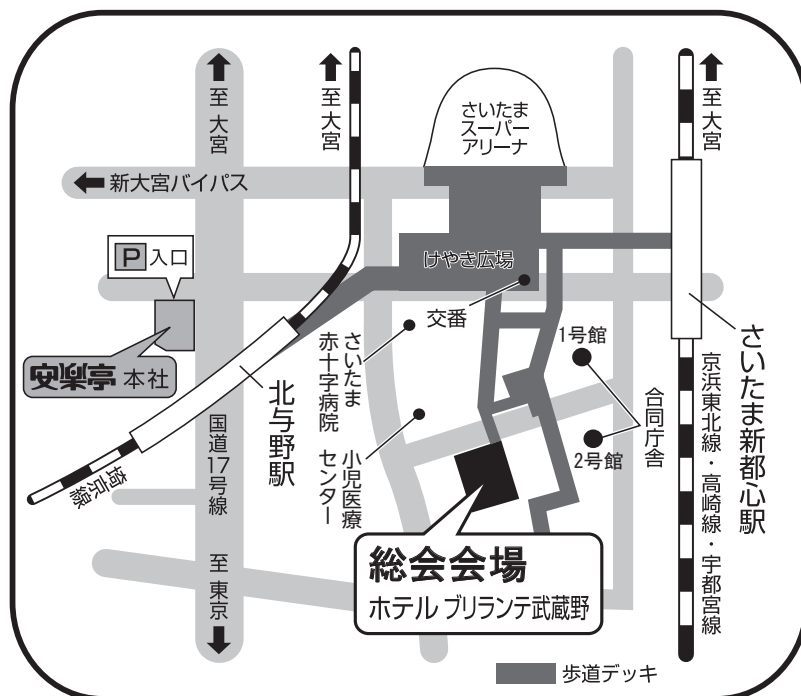 至 大宮
至 大宮
さいたま
スーパー
アリーナ
至 大宮
新大宮バイパス
P 入口
けやき広場
交番
安楽亭 本社
さいたま
赤十字病院
1号館
合同庁舎
2号館
北与野駅
さいたま新都心駅
京浜東北線・高崎線・宇都宮線
国道17号線
小児医療
センター
埼京線
至 東京
総会会場
ホテル ブリランテ武蔵野
歩道デッキ